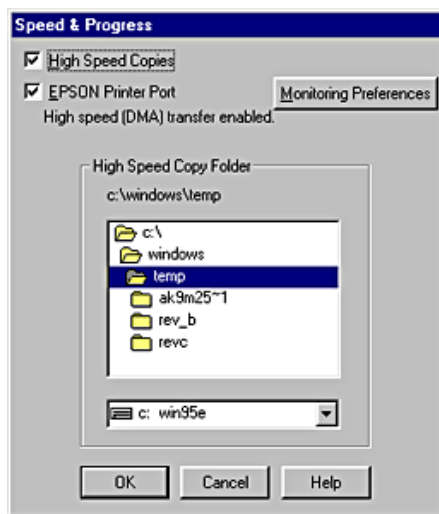 Speed & Progress
High Speed Copies
EPSON Printer Port
Monitoring Preferences
High speed (DMA) transfer enabled.
High Speed Copy Folder
c:\windows\temp
c:\
windows
temp
ak9m25~1
rev_b
revc
c: win95e
OK
Cancel
Help